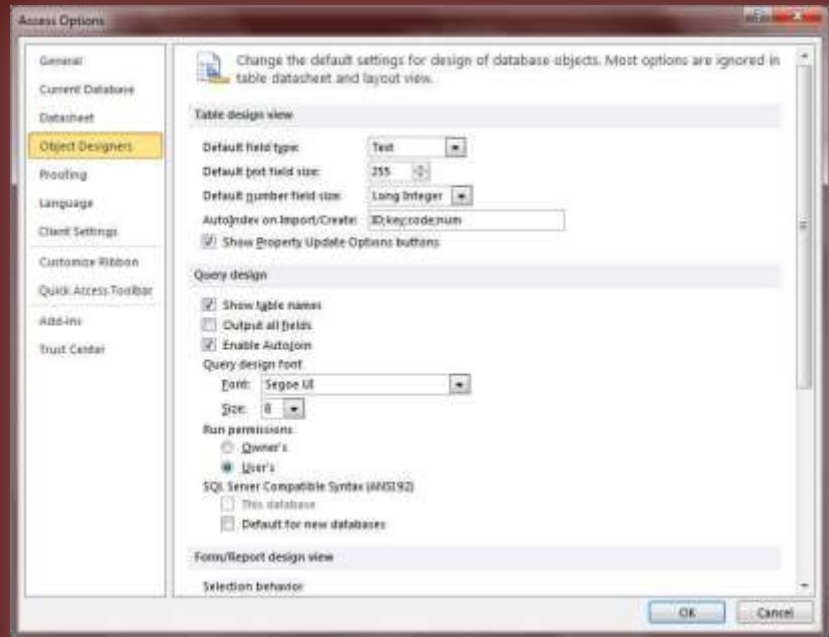 Access Options
General
Current Database
Datasheet
Object Designers
Proofing
Language
Client Settings
Customize Ribbon
Quick Access Toolbar
Add-ins
Trust Center
Change the default settings for design of database objects. Most options are ignored in
table datasheet and layout view.
Table design view
Default field type: Text
Default text field size: 255
Default number field size: Long Integer
AutoIndex on Import/Create: ID;key;code;num
Show Property Update Options buttons
Query design
Show table names
Output all fields
Enable AutoJoin
Query design font
Font: Segoe UI
Size: 8
Run permissions
Owner's
User's
SQL Server Compatible Syntax (ANSI 92)
This database
Default for new databases
Form/Report design view
Selection behavior
OK Cancel